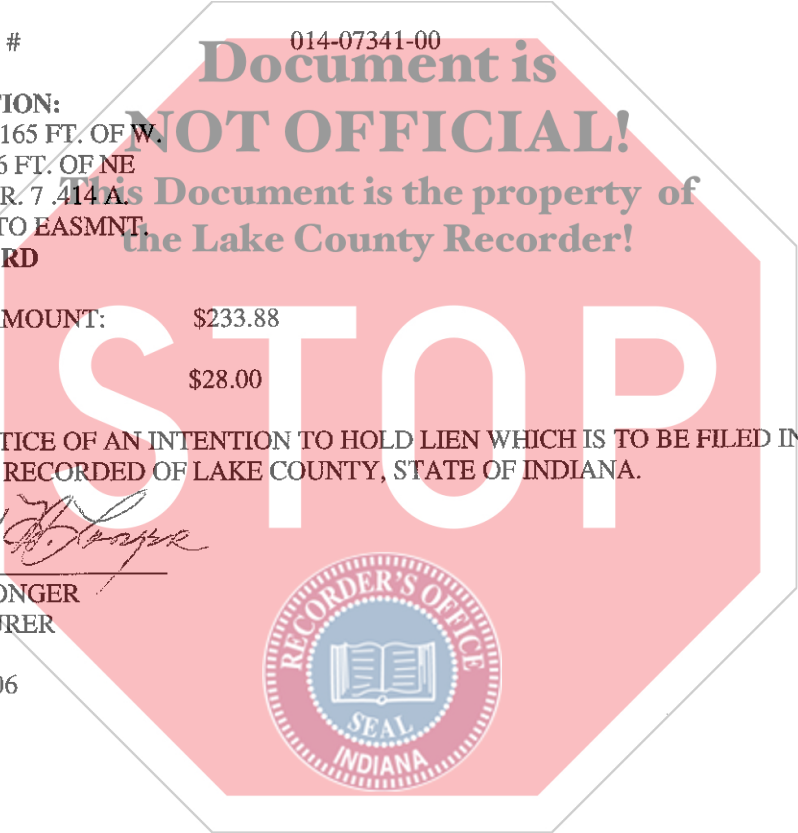 # 014-07341-00
Document is
TION:
165 FT. OF W.
NOT OFFICIAL!
6 FT. OF NE
R. 7 .414 A.
This Document is the property of
TO EASMNT.
the Lake County Recorder!
RD
MOUNT: $233.88
STOP
$28.00
TICE OF AN INTENTION TO HOLD LIEN WHICH IS TO BE FILED IN
RECORDED OF LAKE COUNTY, STATE OF INDIANA.
ONGER
URER
06
RECORDER'S OFFICE
SEAL
INDIANA